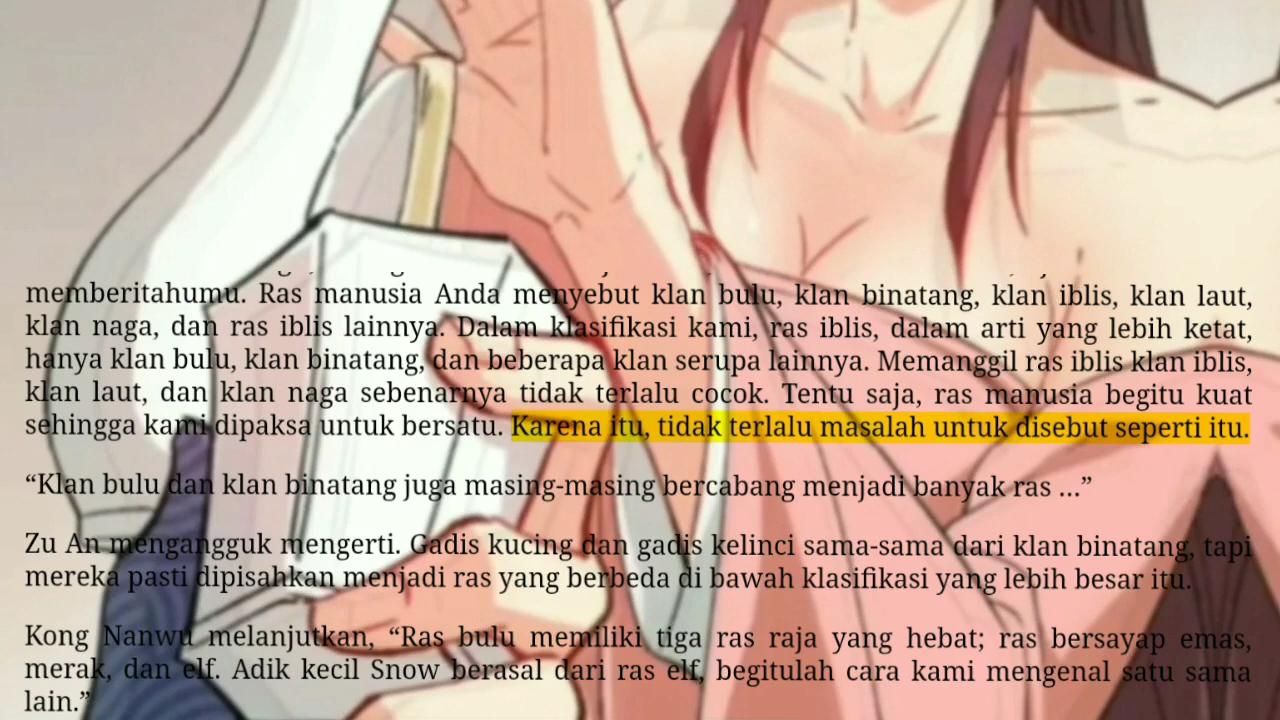 memberitahumu. Ras manusia Anda menyebut klan bulu, klan binatang, klan iblis, klan laut,
klan naga, dan ras iblis lainnya. Dalam klasifikasi kami, ras iblis, dalam arti yang lebih ketat,
hanya klan bulu, klan binatang, dan beberapa klan serupa lainnya. Memanggil ras iblis klan iblis,
klan laut, dan klan naga sebenarnya tidak terlalu cocok. Tentu saja, ras manusia begitu kuat
sehingga kami dipaksa untuk bersatu. Karena itu, tidak terlalu masalah untuk disebut seperti itu.
“Klan bulu dan klan binatang juga masing-masing bercabang menjadi banyak ras ...”
Zu An mengangguk mengerti. Gadis kucing dan gadis kelinci sama-sama dari klan binatang, tapi
mereka pasti dipisahkan menjadi ras yang berbeda di bawah klasifikasi yang lebih besar itu.
Kong Nanwu melanjutkan, “Ras bulu memiliki tiga ras raja yang hebat; ras bersayap emas,
merak, dan elf. Adik kecil Snow berasal dari ras elf, begitulah cara kami mengenal satu sama
lain.”